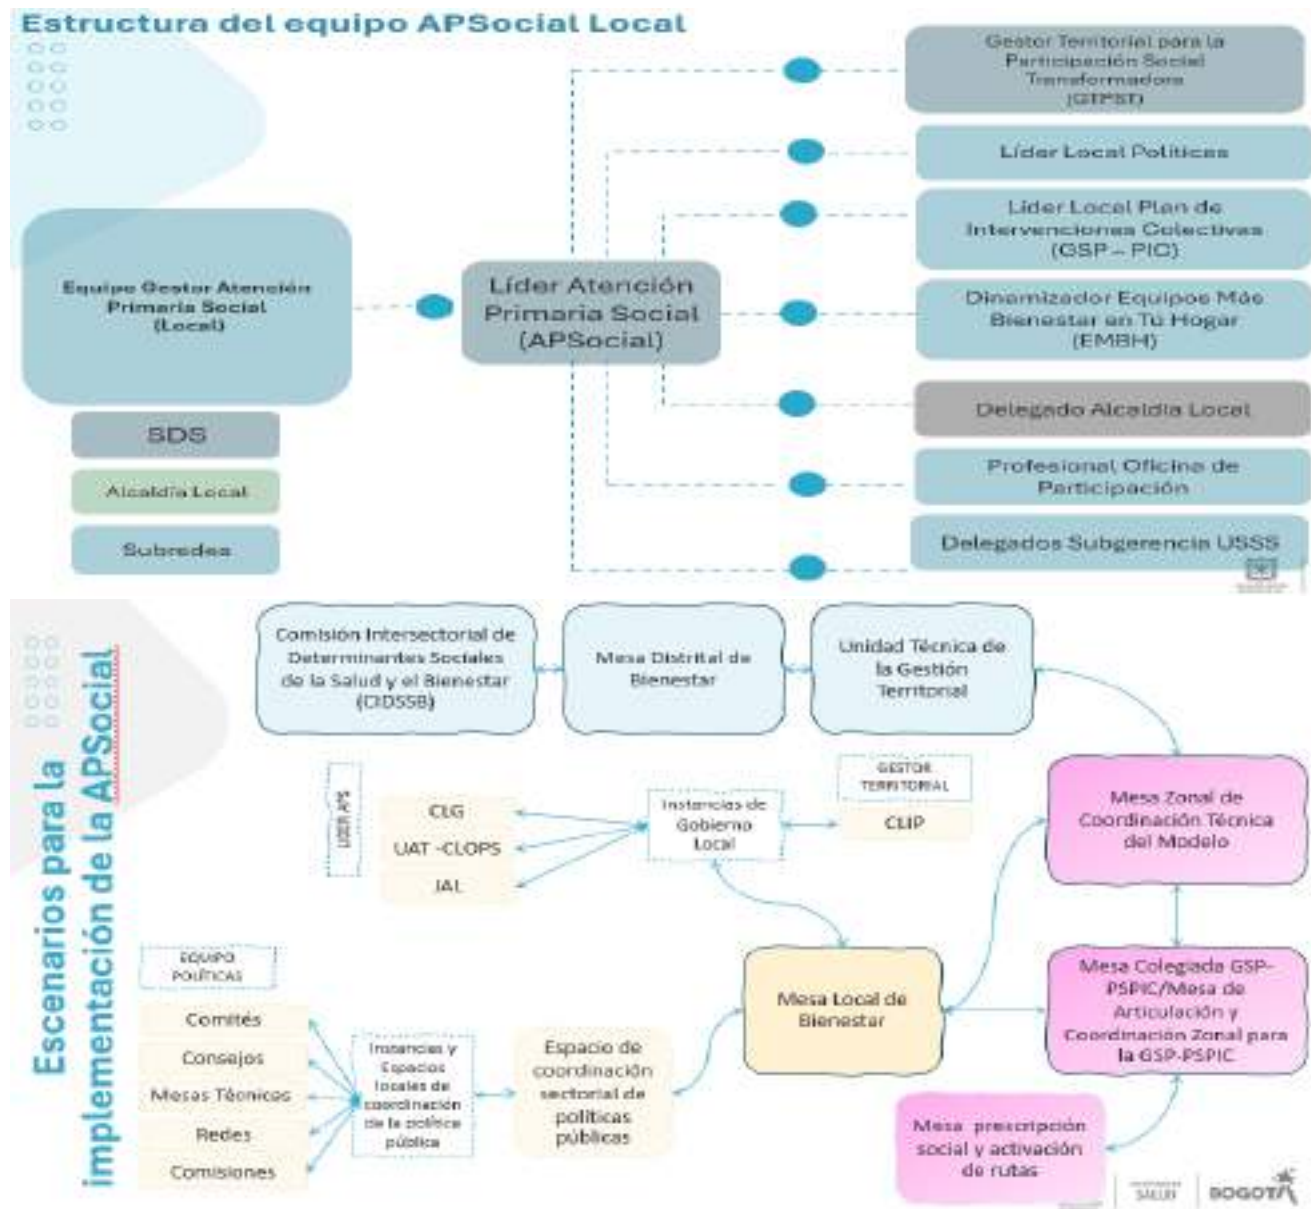 Estructura del equipo APSocial Local
Gestor Territorial para la
Participación Social
Transformadora
(GTPST)
Líder Local Políticas
Líder Local Plan de
Intervenciones Colectivas
(GSP – PIC)
Equipo Gestor Atención
Primaria Social
(Local)
Líder Atención
Primaria Social
(APSocial)
Dinamizador Equipos Más
Bienestar en Tú Hogar
(EMBH)
Delegado Alcaldía Local
Profesional Oficina de
Participación
Delegados Subgerencia USSS
SDS
Alcaldía Local
Subredes
Escenarios para la
implementación de la APSocial
Comisión Intersectorial de
Determinantes Sociales
de la Salud y el Bienestar
(CIDSSB)
Mesa Distrital de
Bienestar
Unidad Técnica de
la Gestión
Territorial
LIDER APS
CLG
UAT -CLOPS
JAL
Instancias de
Gobierno
Local
GESTOR
TERRITORIAL
CLIP
Mesa Zonal de
Coordinación Técnica
del Modelo
EQUIPO
POLÍTICAS
Comités
Consejos
Mesas Técnicas
Redes
Comisiones
Instancias y
Espacios
locales de
coordinación
de la política
pública
Espacio de
coordinación
sectorial de
políticas
públicas
Mesa Local de
Bienestar
Mesa Colegiada GSP-
PSPIC/Mesa de
Articulación y
Coordinación Zonal para
la GSP-PSPIC
Mesa prescripción
social y activación
de rutas
SALUD
BOGOTÁ